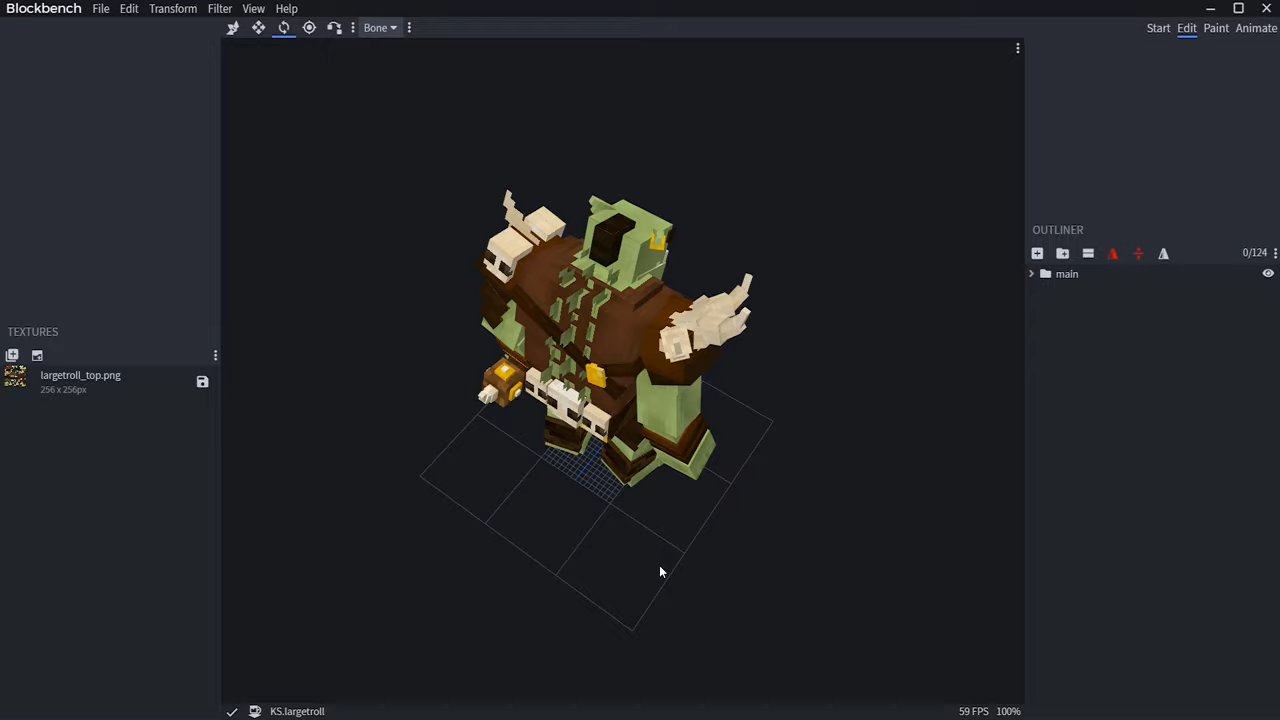 Blockbench File Edit Transform Filter View Help
Bone
Start Edit Paint Animate
OUTLINER
0/124
main
TEXTURES
largetroll_top.png
256 x 256px
KS.largetroll
59 FPS 100%